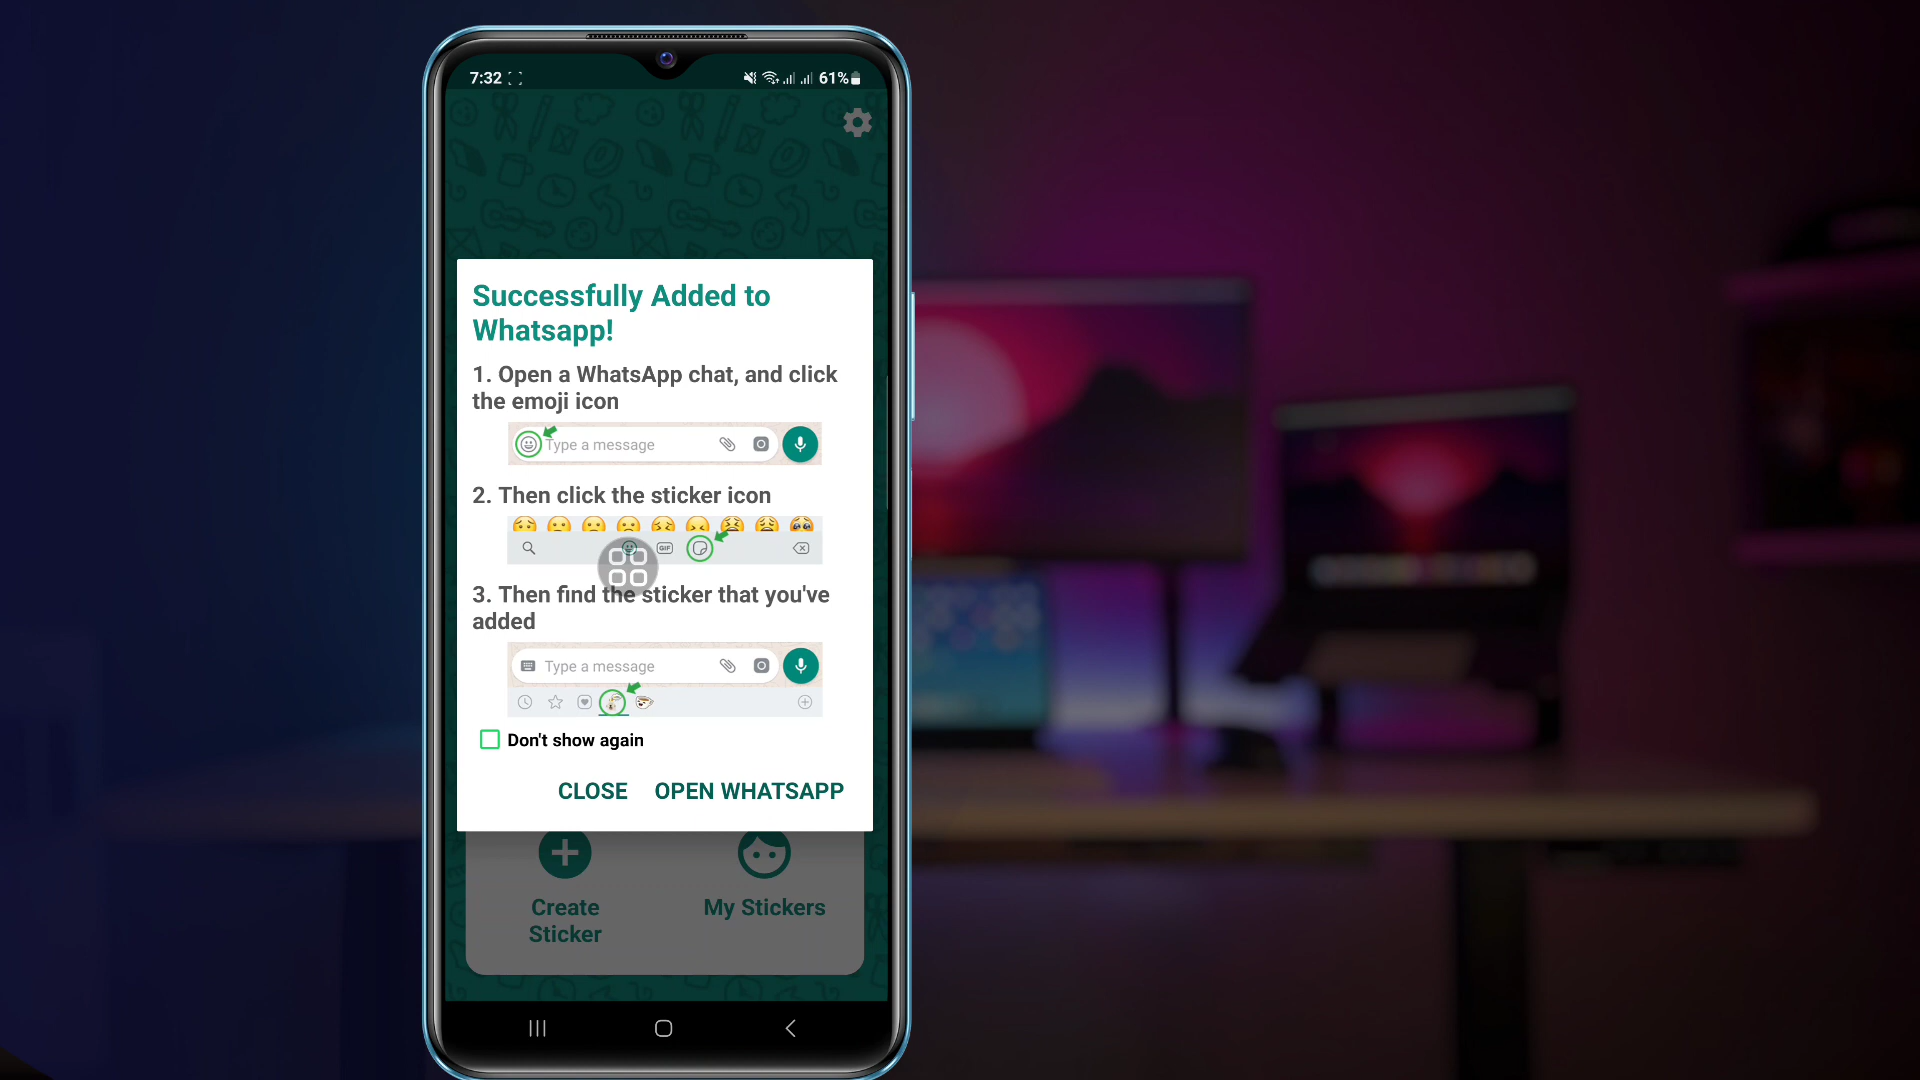 7:32
61%
Successfully Added to
Whatsapp!
1. Open a WhatsApp chat, and click
the emoji icon
Type a message
2. Then click the sticker icon
GIF
3. Then find the sticker that you've
added
Type a message
Don't show again
CLOSE OPEN WHATSAPP
Create My Stickers
Sticker